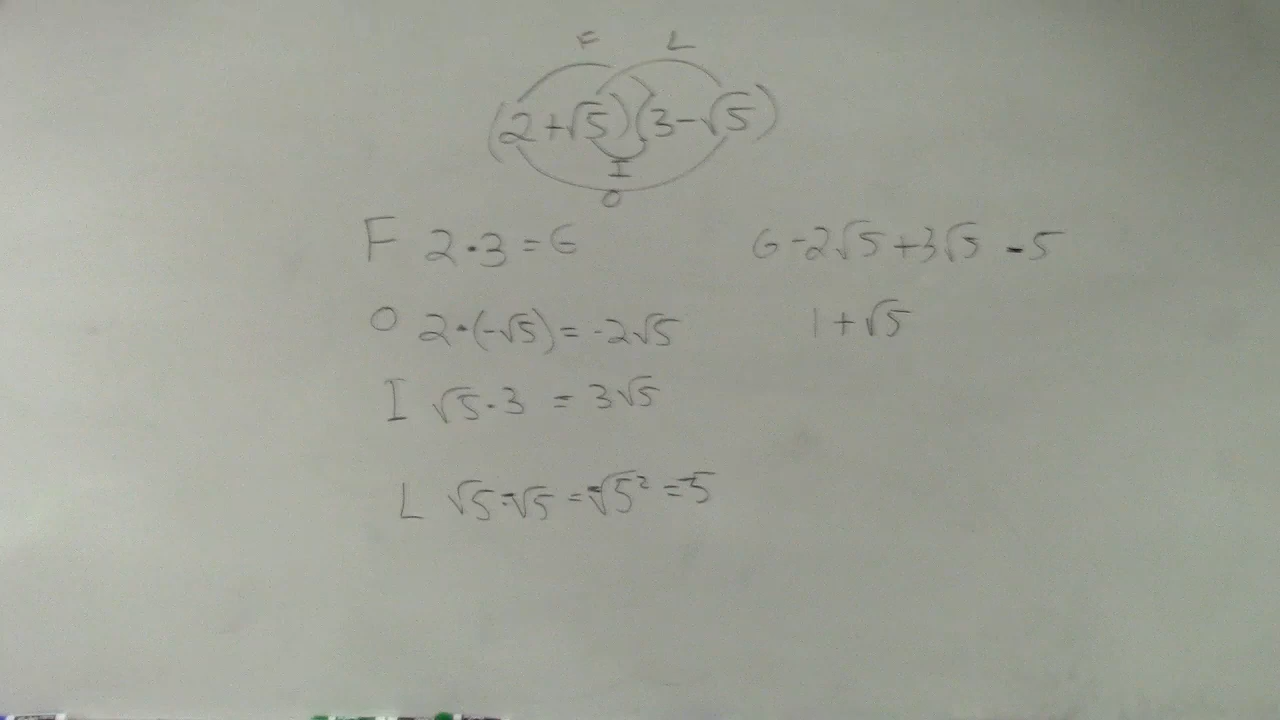 F L
(2+√5)(3-√5)
I
O
F 2·3=6
O 2·(-√5)=-2√5
I √5·3 = 3√5
L √5·-√5=-√5²=-5
6-2√5+3√5 -5
1+√5